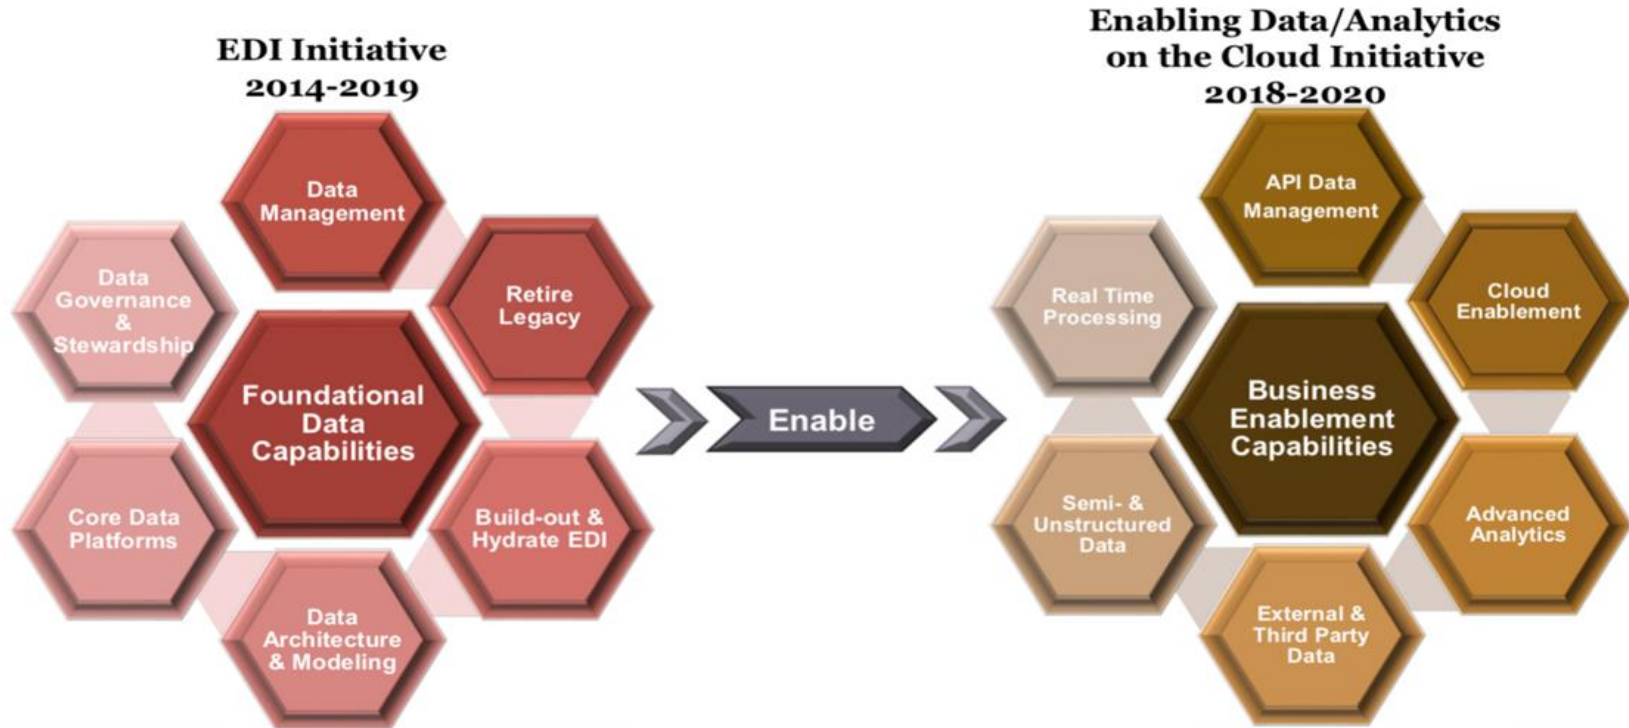 EDI Initiative
2014-2019
Data
Management
Retire
Legacy
Build-out &
Hydrate EDI
Data
Architecture
& Modeling
Core Data
Platforms
Data
Governance
&
Stewardship
Foundational
Data
Capabilities
Enable
Enabling Data/Analytics
on the Cloud Initiative
2018-2020
API Data
Management
Cloud
Enablement
Advanced
Analytics
External &
Third Party
Data
Semi- &
Unstructured
Data
Real Time
Processing
Business
Enablement
Capabilities